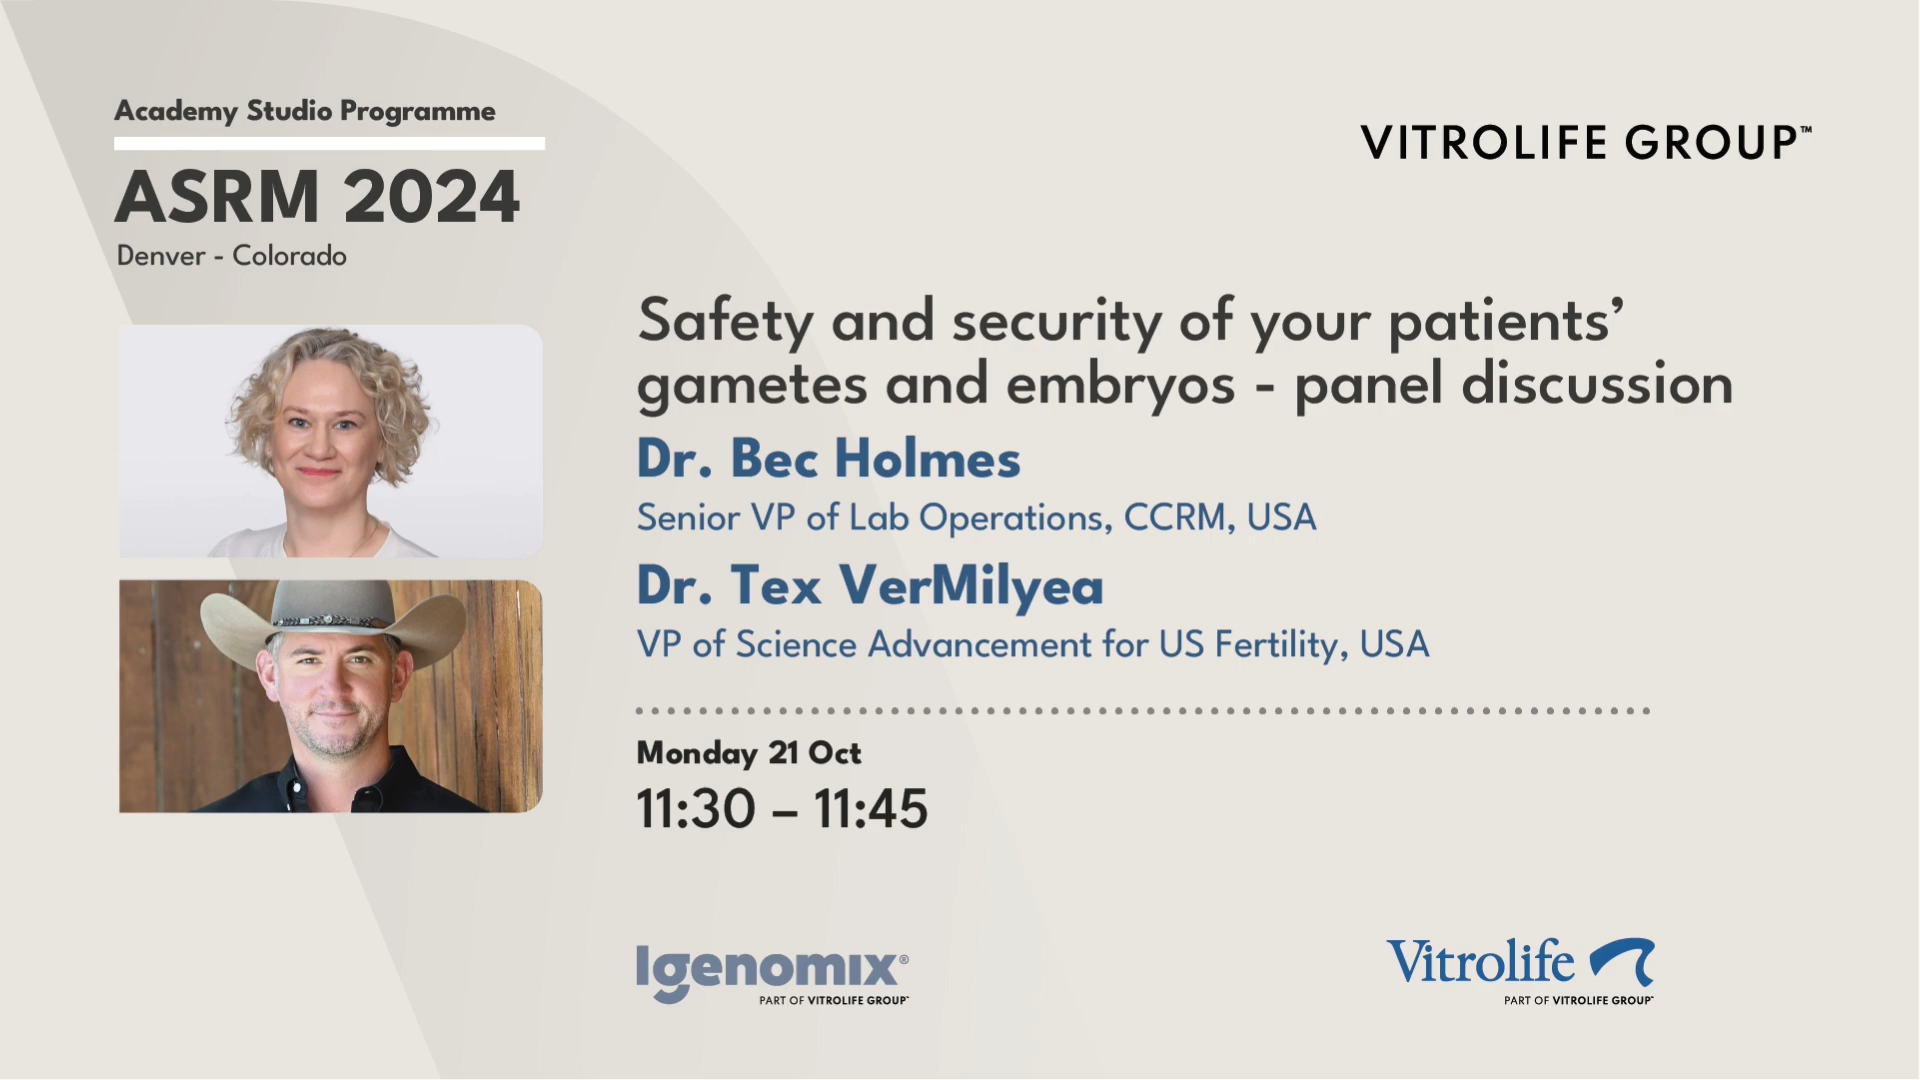 Academy Studio Programme
ASRM 2024
Denver - Colorado
VITROLIFE GROUP™
Safety and security of your patients’
gametes and embryos - panel discussion
Dr. Bec Holmes
Senior VP of Lab Operations, CCRM, USA
Dr. Tex VerMilyea
VP of Science Advancement for US Fertility, USA
Monday 21 Oct
11:30 – 11:45
Igenomix®
PART OF VITROLIFE GROUP™
Vitrolife
PART OF VITROLIFE GROUP™